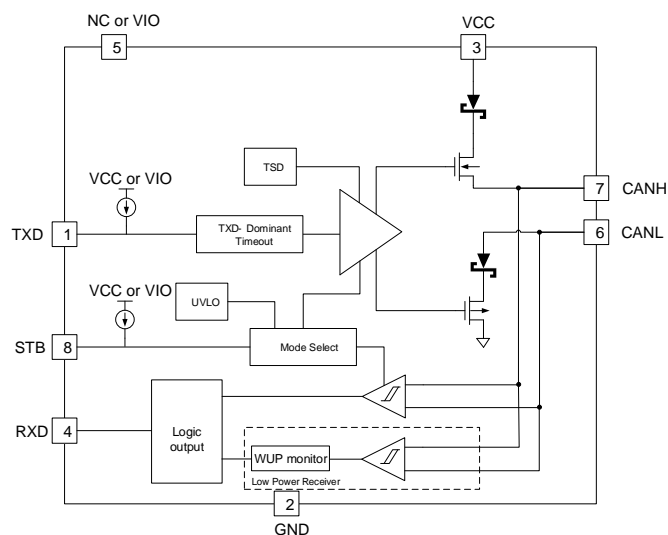 NC or VIO
5
VCC
3
TSD
VCC or VIO
7
CANH
TXD
1
TXD- Dominant
Timeout
6
CANL
VCC or VIO
UVLO
STB
8
Mode Select
RXD
4
Logic
output
WUP monitor
Low Power Receiver
2
GND